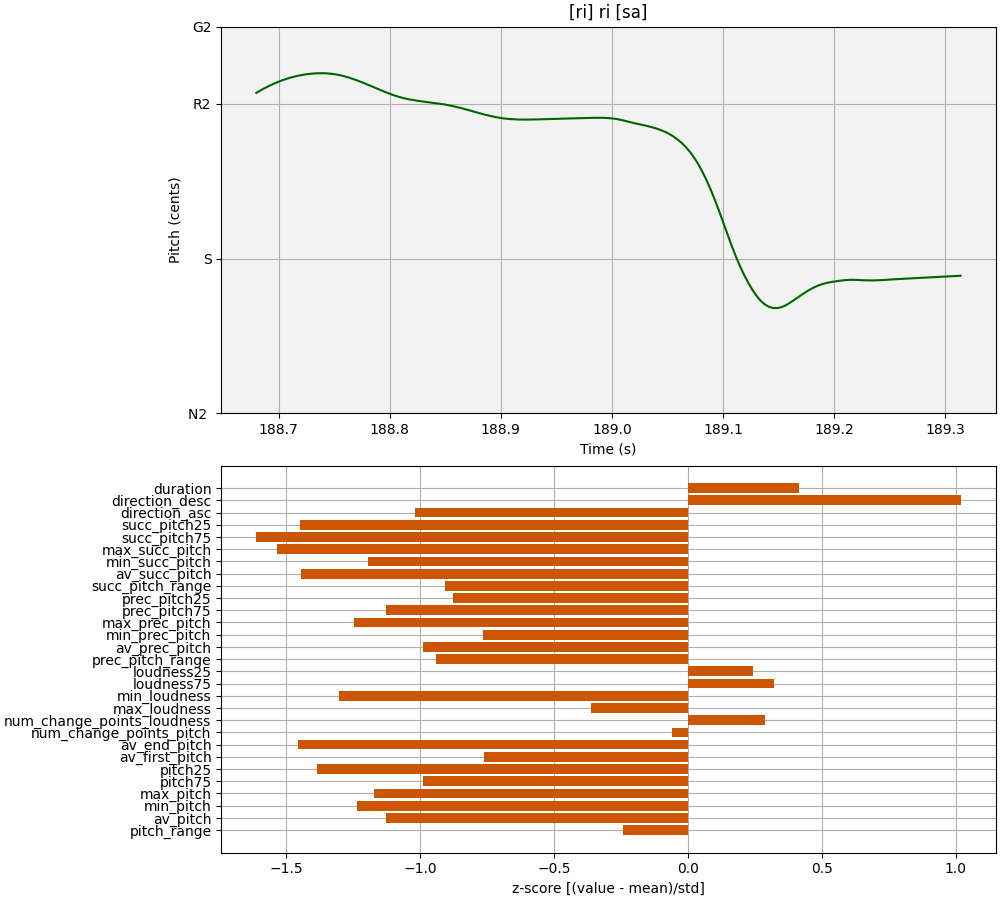 [ri] ri [sa]
G2
R2
S
N2
Pitch (cents)
188.7 188.8 188.9 189.0 189.1 189.2 189.3
Time (s)
duration
direction_desc
direction_asc
succ_pitch25
succ_pitch75
max_succ_pitch
min_succ_pitch
av_succ_pitch
succ_pitch_range
prec_pitch25
prec_pitch75
max_prec_pitch
min_prec_pitch
av_prec_pitch
prec_pitch_range
loudness25
loudness75
min_loudness
max_loudness
num_change_points_loudness
num_change_points_pitch
av_end_pitch
av_first_pitch
pitch25
pitch75
max_pitch
min_pitch
av_pitch
pitch_range
−1.5 −1.0 −0.5 0.0 0.5 1.0
z-score [(value - mean)/std]